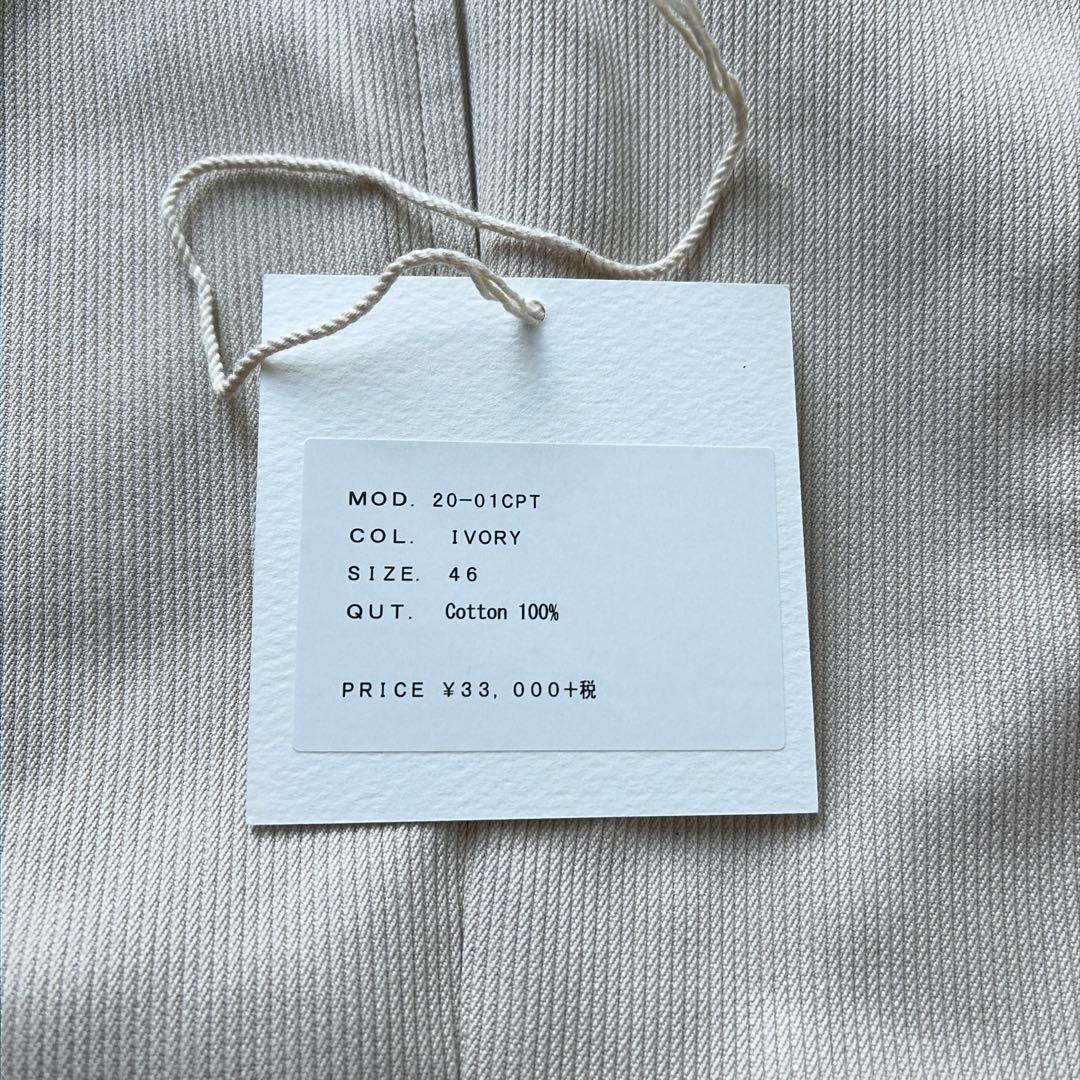 MOD. 20-01CPT
COL. IVORY
SIZE. 46
QUT. Cotton 100%
PRICE ¥33,000+税